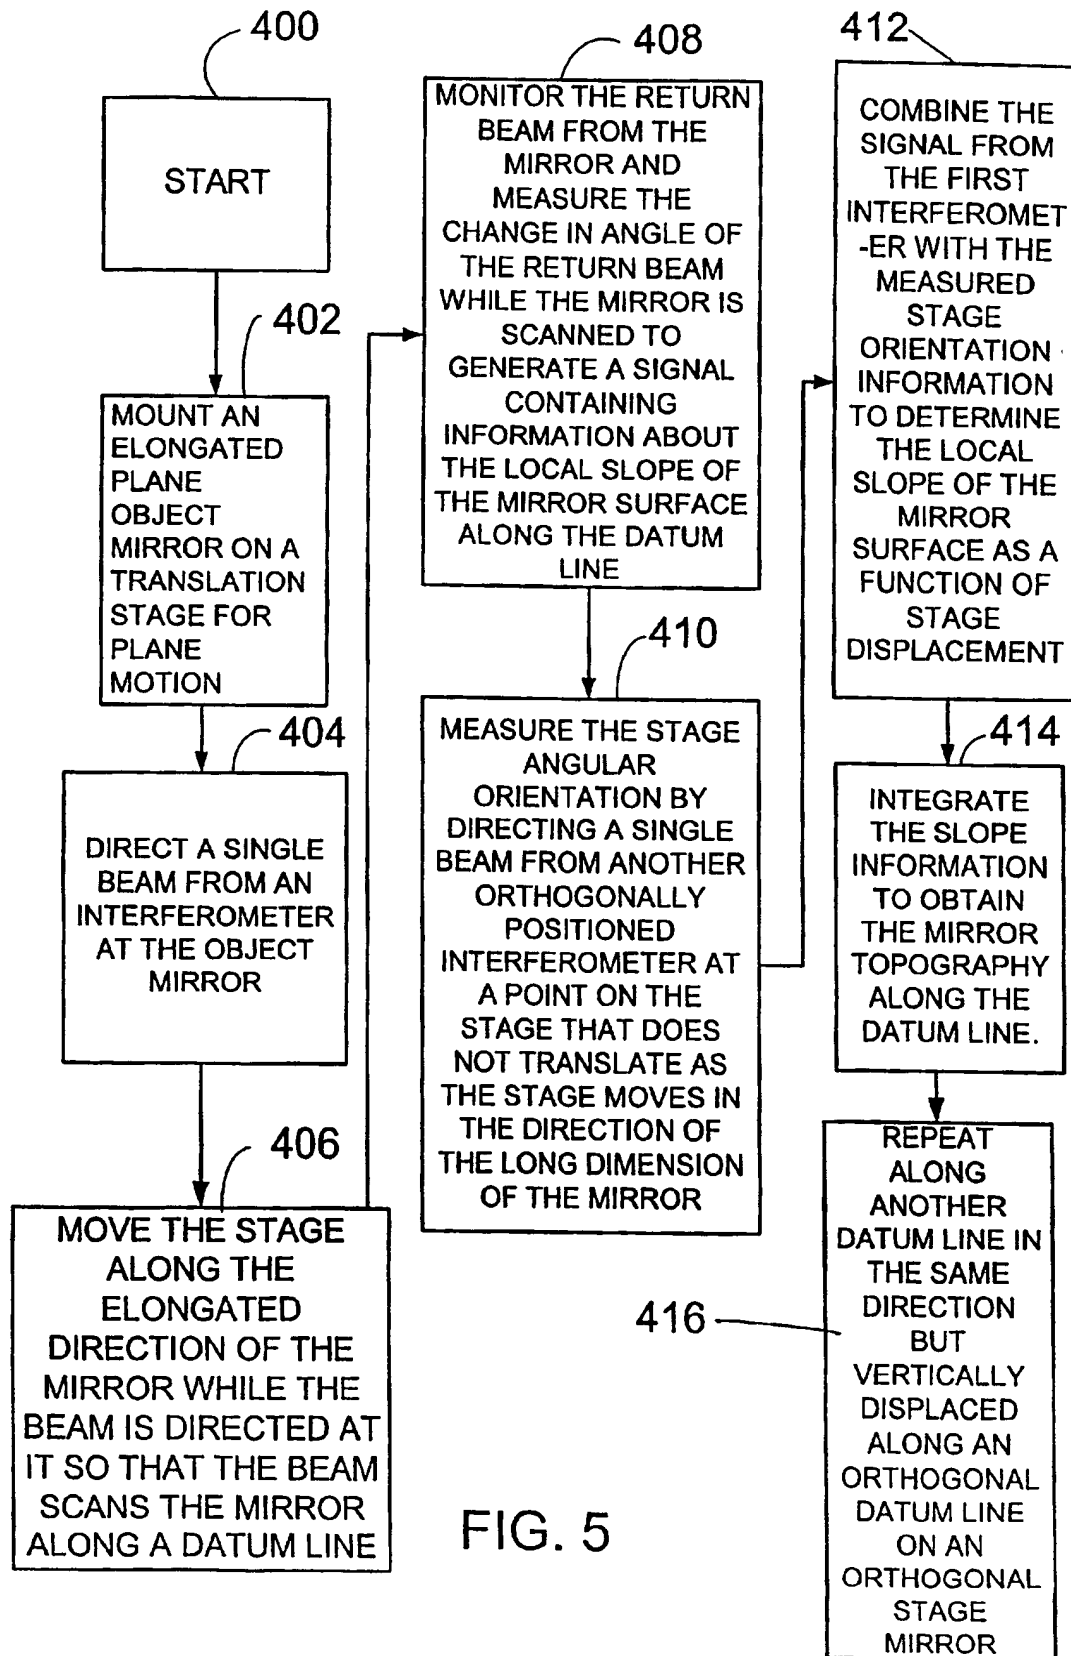 400
START
402
MOUNT AN
ELONGATED
PLANE
OBJECT
MIRROR ON A
TRANSLATION
STAGE FOR
PLANE
MOTION
404
DIRECT A SINGLE
BEAM FROM AN
INTERFEROMETER
AT THE OBJECT
MIRROR
406
MOVE THE STAGE
ALONG THE
ELONGATED
DIRECTION OF THE
MIRROR WHILE THE
BEAM IS DIRECTED AT
IT SO THAT THE BEAM
SCANS THE MIRROR
ALONG A DATUM LINE
408
MONITOR THE RETURN
BEAM FROM THE
MIRROR AND
MEASURE THE
CHANGE IN ANGLE OF
THE RETURN BEAM
WHILE THE MIRROR IS
SCANNED TO
GENERATE A SIGNAL
CONTAINING
INFORMATION ABOUT
THE LOCAL SLOPE OF
THE MIRROR SURFACE
ALONG THE DATUM
LINE
410
MEASURE THE STAGE
ANGULAR
ORIENTATION BY
DIRECTING A SINGLE
BEAM FROM ANOTHER
ORTHOGONALLY
POSITIONED
INTERFEROMETER AT
A POINT ON THE
STAGE THAT DOES
NOT TRANSLATE AS
THE STAGE MOVES IN
THE DIRECTION OF
THE LONG DIMENSION
OF THE MIRROR
412
COMBINE THE
SIGNAL FROM
THE FIRST
INTERFEROMET
-ER WITH THE
MEASURED
STAGE
ORIENTATION
INFORMATION
TO DETERMINE
THE LOCAL
SLOPE OF THE
MIRROR
SURFACE AS A
FUNCTION OF
STAGE
DISPLACEMENT
414
INTEGRATE
THE SLOPE
INFORMATION
TO OBTAIN
THE MIRROR
TOPOGRAPHY
ALONG THE
DATUM LINE.
416
REPEAT
ALONG
ANOTHER
DATUM LINE IN
THE SAME
DIRECTION
BUT
VERTICALLY
DISPLACED
ALONG AN
ORTHOGONAL
DATUM LINE
ON AN
ORTHOGONAL
STAGE
MIRROR
FIG. 5